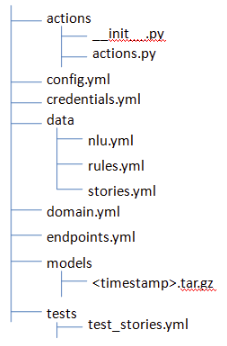 actions
__init__.py
actions.py
config.yml
credentials.yml
data
nlu.yml
rules.yml
stories.yml
domain.yml
endpoints.yml
models
<timestamp>.tar.gz
tests
test_stories.yml